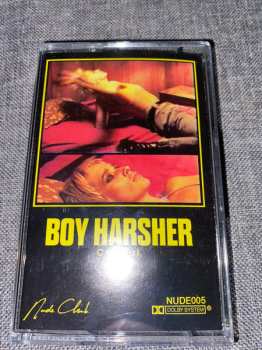 BOY HARSHER
Nude Club
NUDE005
DOLBY SYSTEM ®